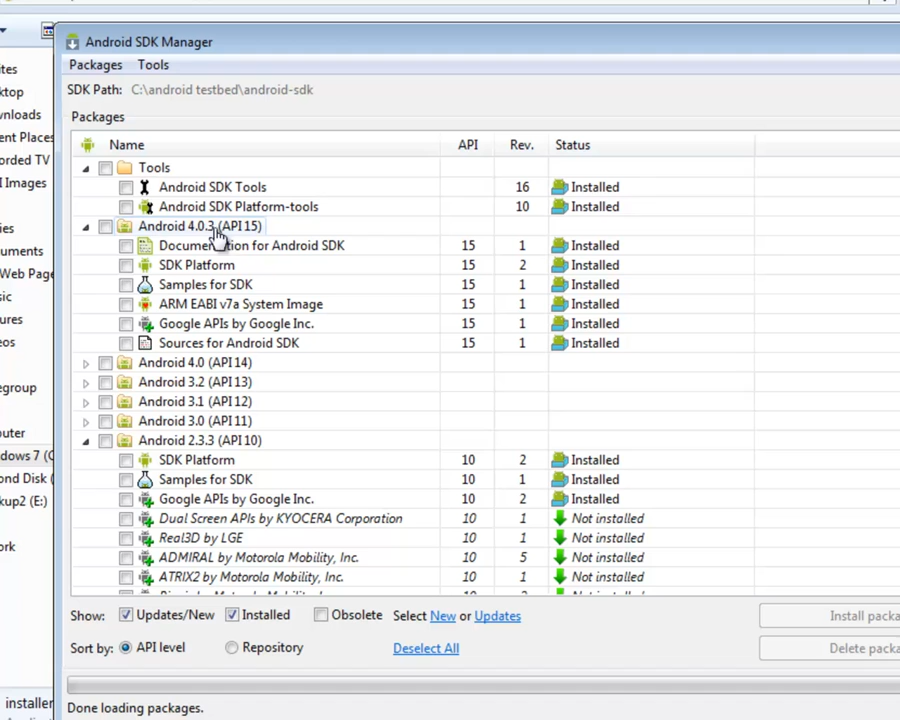 Android SDK Manager
Packages Tools
SDK Path: C:\android testbed\android-sdk
Packages
Name API Rev. Status
Tools
Android SDK Tools 16 Installed
Android SDK Platform-tools 10 Installed
Android 4.0.3 (API 15)
Documentation for Android SDK 15 1 Installed
SDK Platform 15 2 Installed
Samples for SDK 15 1 Installed
ARM EABI v7a System Image 15 1 Installed
Google APIs by Google Inc. 15 1 Installed
Sources for Android SDK 15 1 Installed
Android 4.0 (API 14)
Android 3.2 (API 13)
Android 3.1 (API 12)
Android 3.0 (API 11)
Android 2.3.3 (API 10)
SDK Platform 10 2 Installed
Samples for SDK 10 1 Installed
Google APIs by Google Inc. 10 2 Installed
Dual Screen APIs by KYOCERA Corporation 10 1 Not installed
Real3D by LGE 10 1 Not installed
ADMIRAL by Motorola Mobility, Inc. 10 5 Not installed
ATRIX2 by Motorola Mobility, Inc. 10 1 Not installed
Show: Updates/New Installed Obsolete Select New or Updates Install packa
Sort by: API level Repository Deselect All Delete packa
Done loading packages.
ites
ktop
wnloads
ent Places
orded TV
I Images
ies
uments
Web Page
sic
ures
eos
egroup
puter
dows 7 (C
ond Disk (
kup2 (E:)
ork
installer